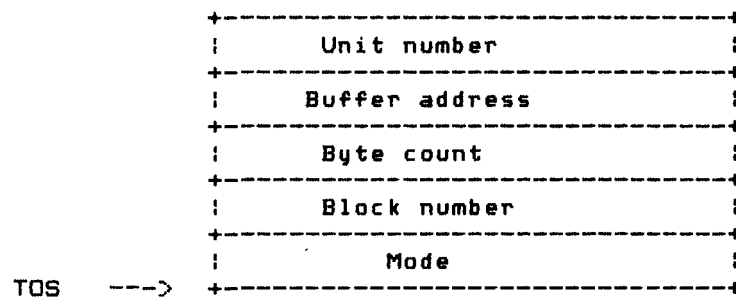 Unit number
Buffer address
Byte count
Block number
Mode
TOS --->